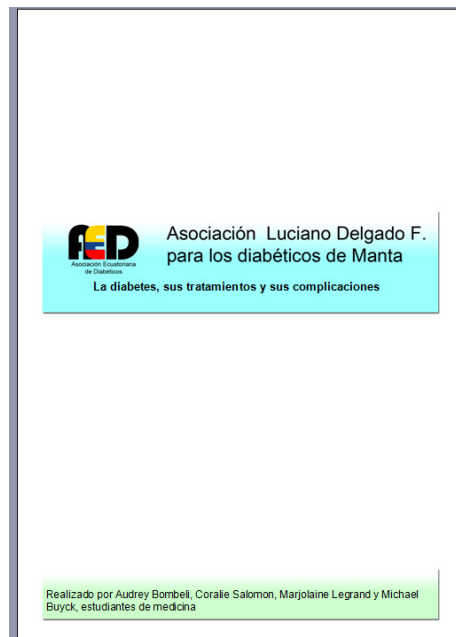 AED
Asociación Ecuatoriana
de Diabéticos
Asociación Luciano Delgado F.
para los diabéticos de Manta
La diabetes, sus tratamientos y sus complicaciones
Realizado por Audrey Bombeli, Coralie Salomon, Marjolaine Legrand y Michael
Buyck, estudiantes de medicina